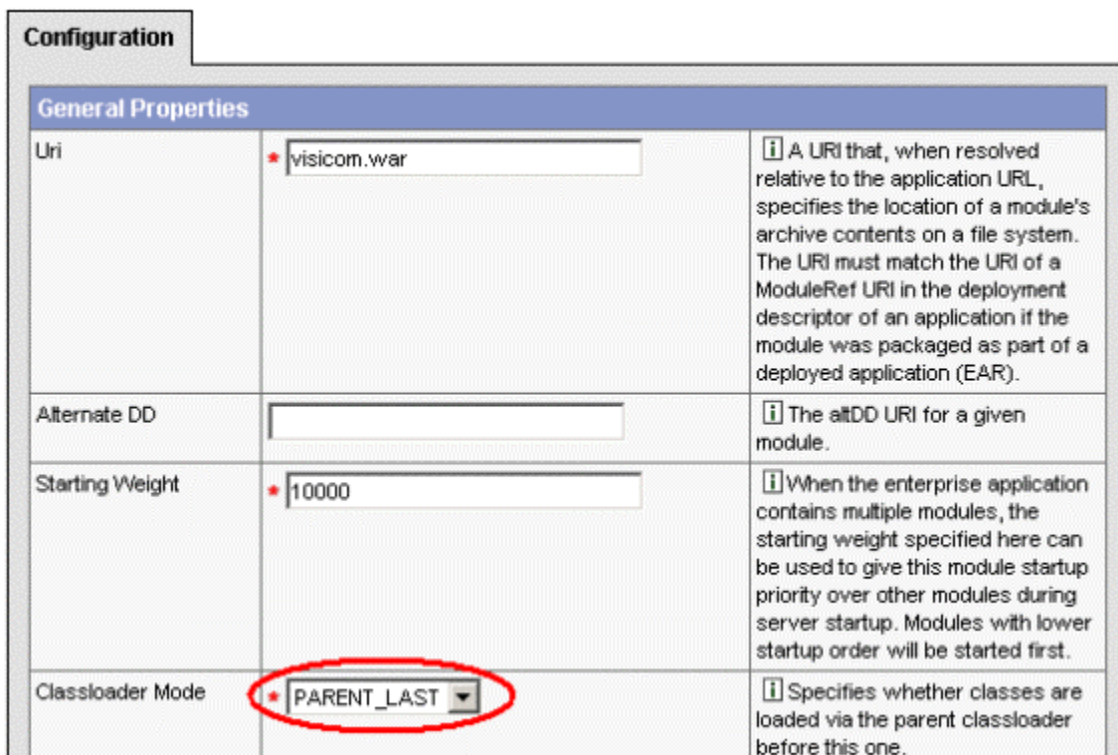 Configuration
General Properties
Uri
* visicom.war
i A URI that, when resolved
relative to the application URL,
specifies the location of a module's
archive contents on a file system.
The URI must match the URI of a
ModuleRef URI in the deployment
descriptor of an application if the
module was packaged as part of a
deployed application (EAR).
Alternate DD
i The altDD URI for a given
module.
Starting Weight
* 10000
i When the enterprise application
contains multiple modules, the
starting weight specified here can
be used to give this module startup
priority over other modules during
server startup. Modules with lower
startup order will be started first.
Classloader Mode
* PARENT_LAST
i Specifies whether classes are
loaded via the parent classloader
before this one.